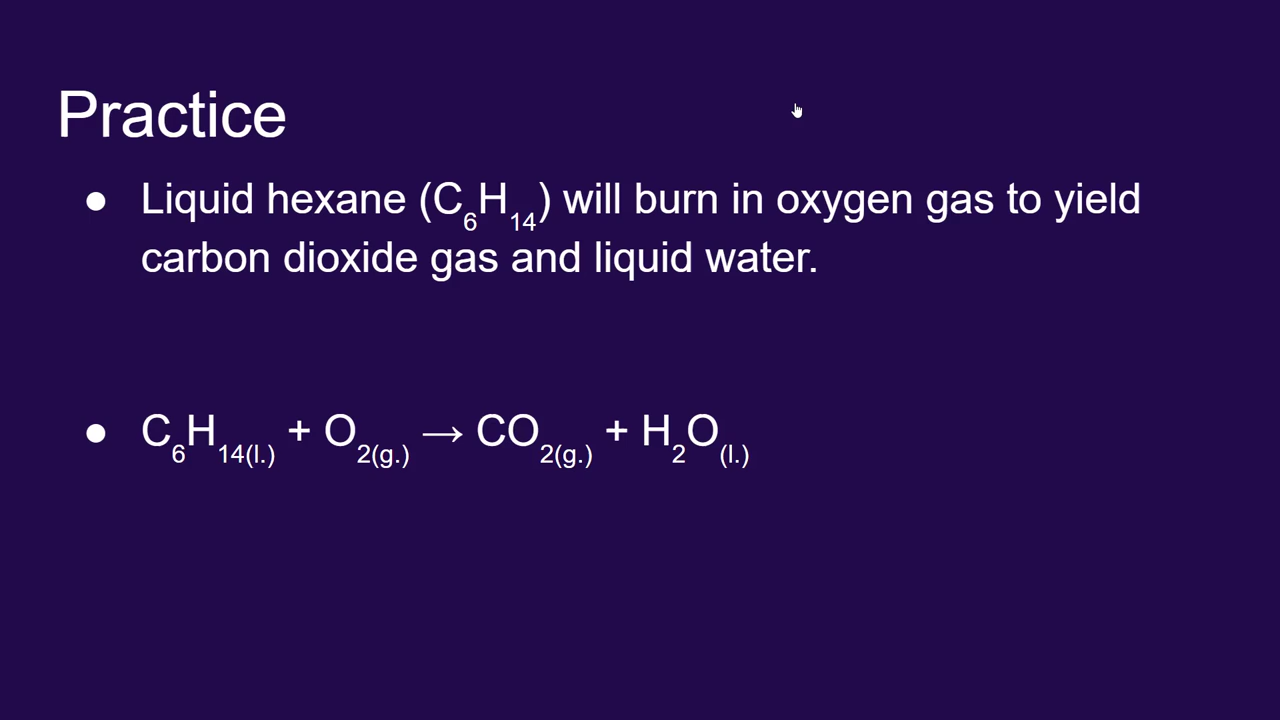 Practice
● Liquid hexane (C₆H₁₄) will burn in oxygen gas to yield
carbon dioxide gas and liquid water.
● C₆H₁₄(l.) + O₂(g.) → CO₂(g.) + H₂O(l.)